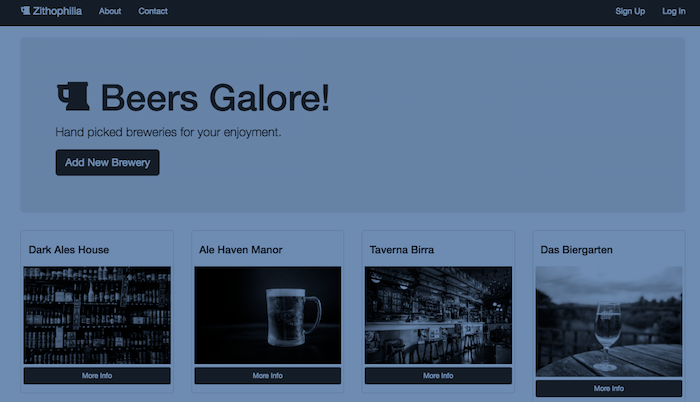 Zithophilia About Contact Sign Up Log In
Beers Galore!
Hand picked breweries for your enjoyment.
Add New Brewery
Dark Ales House
More Info
Ale Haven Manor
More Info
Taverna Birra
More Info
Das Biergarten
More Info